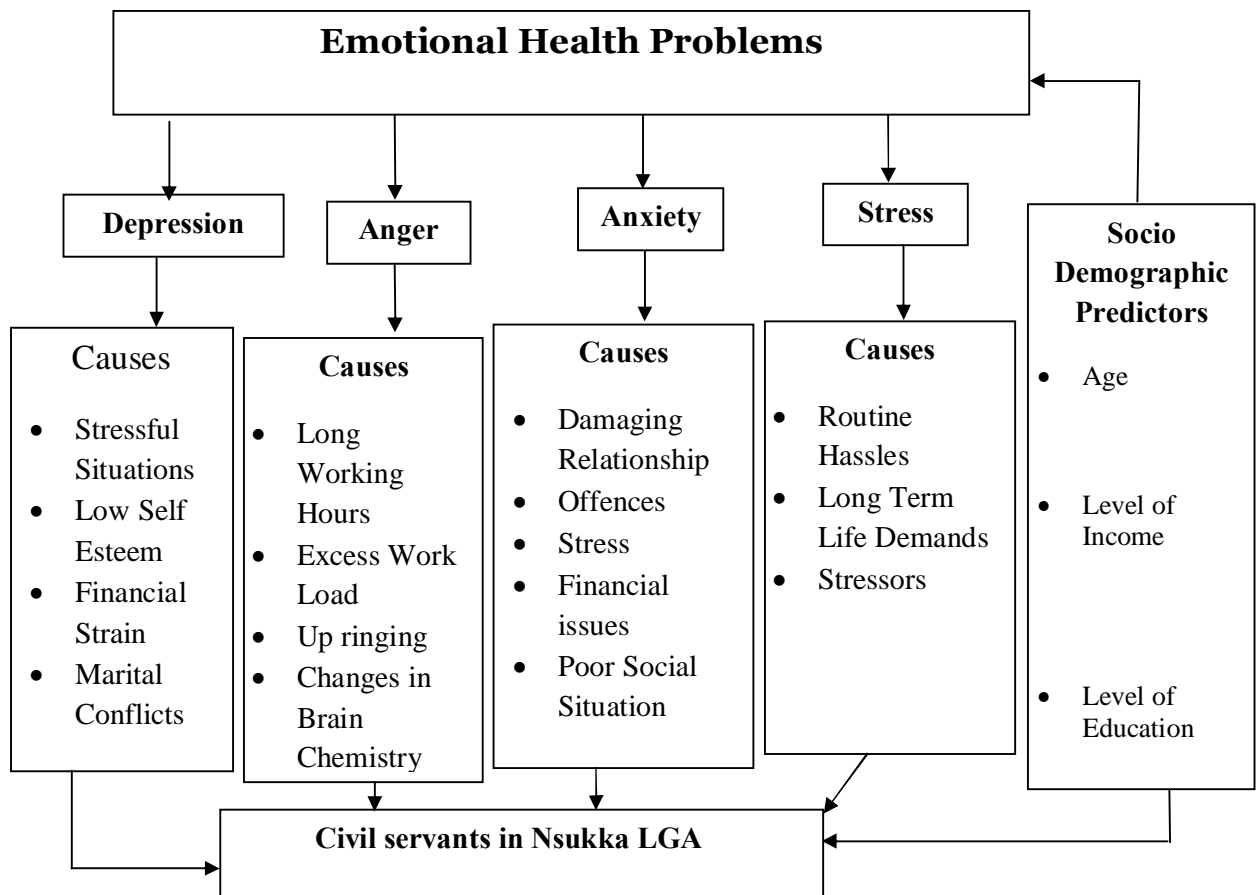 Emotional Health Problems
Depression
Anger
Anxiety
Stress
Causes
• Stressful
Situations
• Low Self
Esteem
• Financial
Strain
• Marital
Conflicts
Causes
• Long
Working
Hours
• Excess Work
Load
• Up ringing
• Changes in
Brain
Chemistry
Causes
• Damaging
Relationship
• Offences
• Stress
• Financial
issues
• Poor Social
Situation
Causes
• Routine
Hassles
• Long Term
Life Demands
• Stressors
Socio
Demographic
Predictors
• Age
• Level of
Income
• Level of
Education
Civil servants in Nsukka LGA